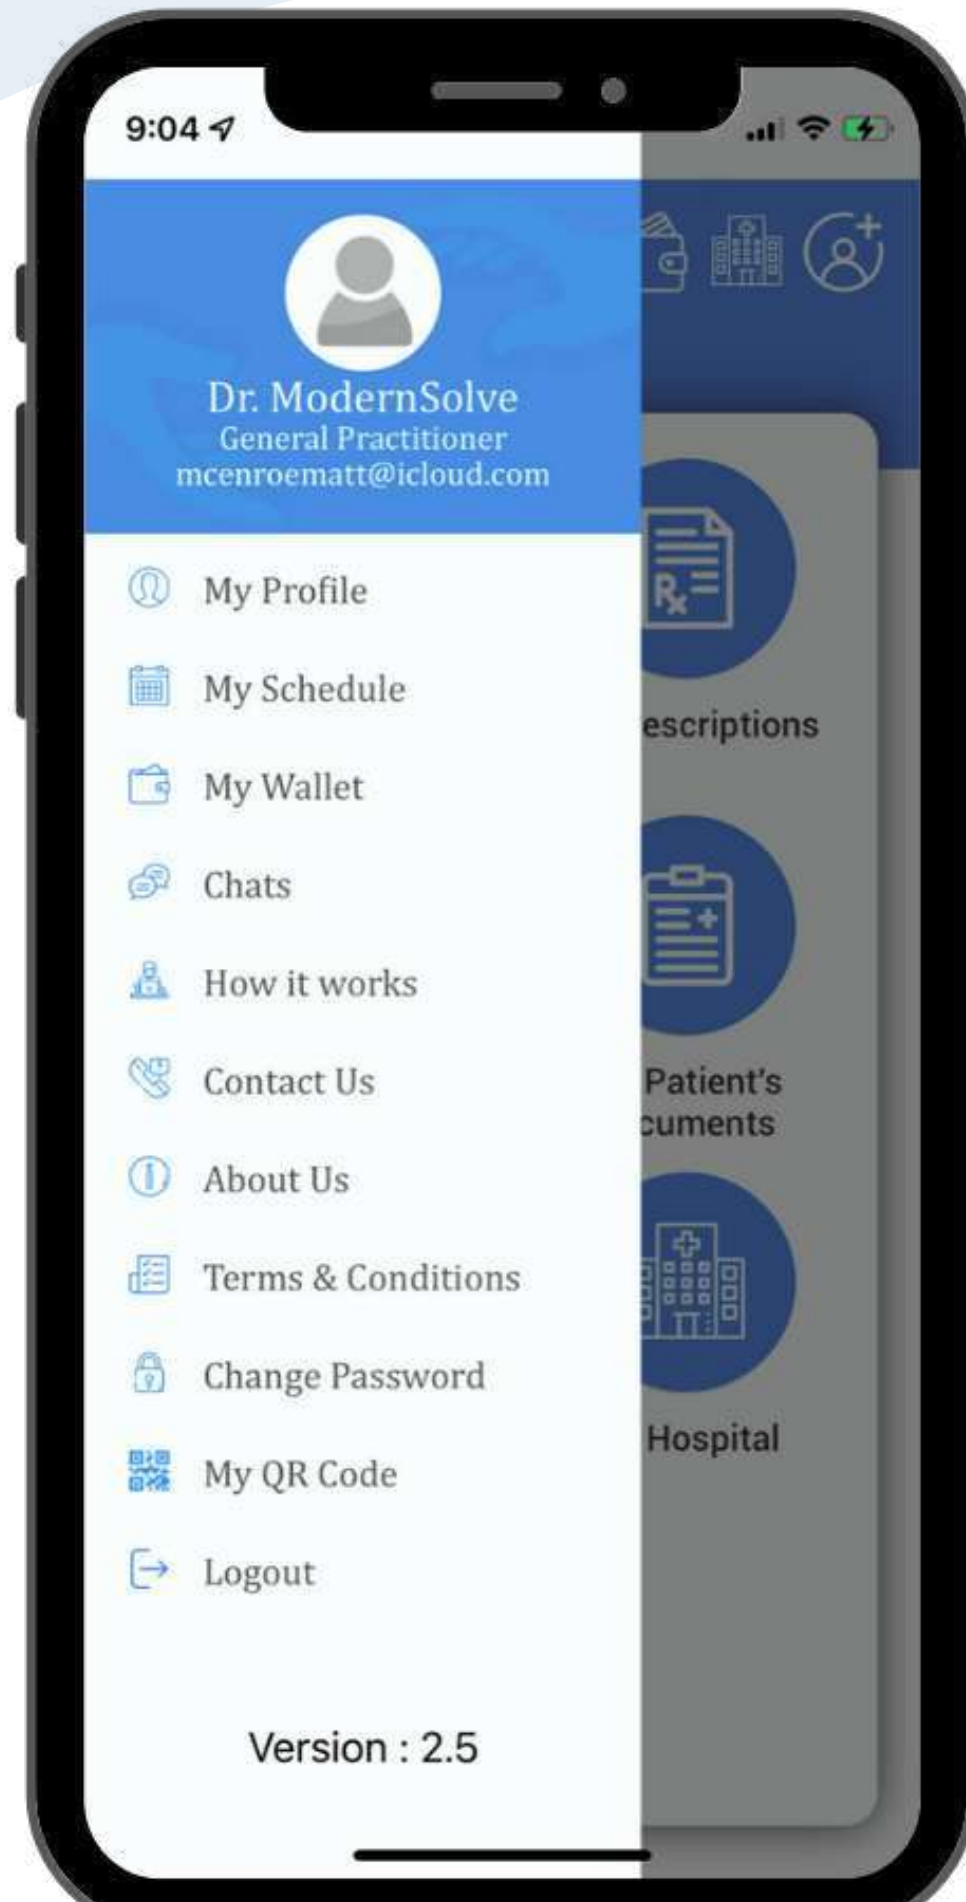 9:04
Dr. ModernSolve
General Practitioner
mcenroematt@icloud.com
My Profile
My Schedule
My Wallet
Chats
How it works
Contact Us
About Us
Terms & Conditions
Change Password
My QR Code
Logout
Version : 2.5
escriptions
Patient's
cuments
Hospital